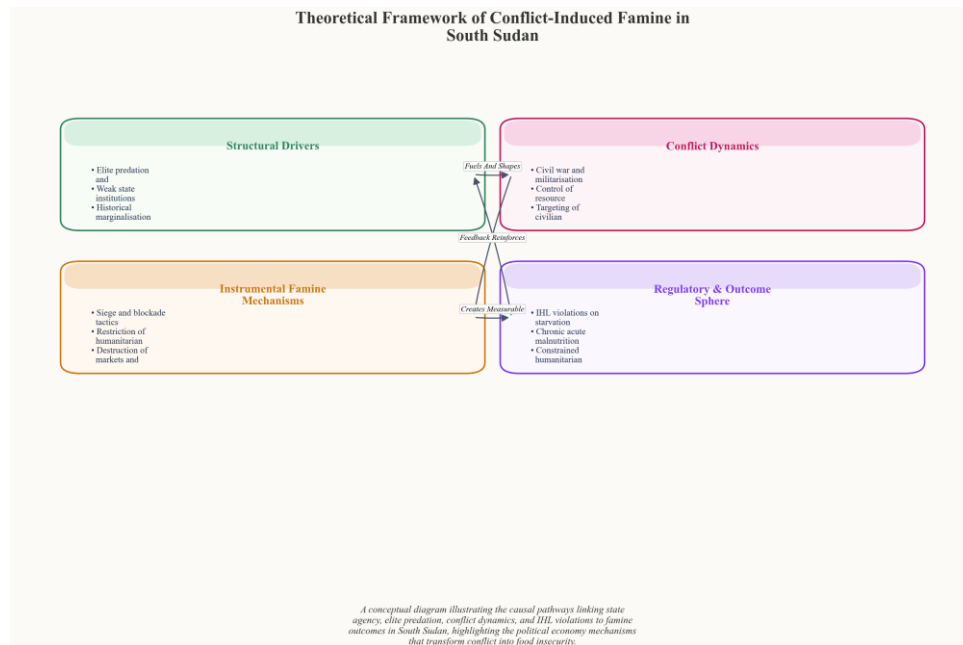 Theoretical Framework of Conflict-Induced Famine in
South Sudan
Structural Drivers
• Elite predation
and
• Weak state
institutions
• Historical
marginalisation
Fuels And Shapes
Conflict Dynamics
• Civil war and
militarisation
• Control of
resource
• Targeting of
civilian
Feedback Reinforces
Instrumental Famine
Mechanisms
• Siege and blockade
tactics
• Restriction of
humanitarian
• Destruction of
markets and
Creates Measurable
Regulatory & Outcome
Sphere
• IHL violations on
starvation
• Chronic acute
malnutrition
• Constrained
humanitarian
A conceptual diagram illustrating the causal pathways linking state
agency, elite predation, conflict dynamics, and IHL violations to famine
outcomes in South Sudan, highlighting the political economy mechanisms
that transform conflict into food insecurity.